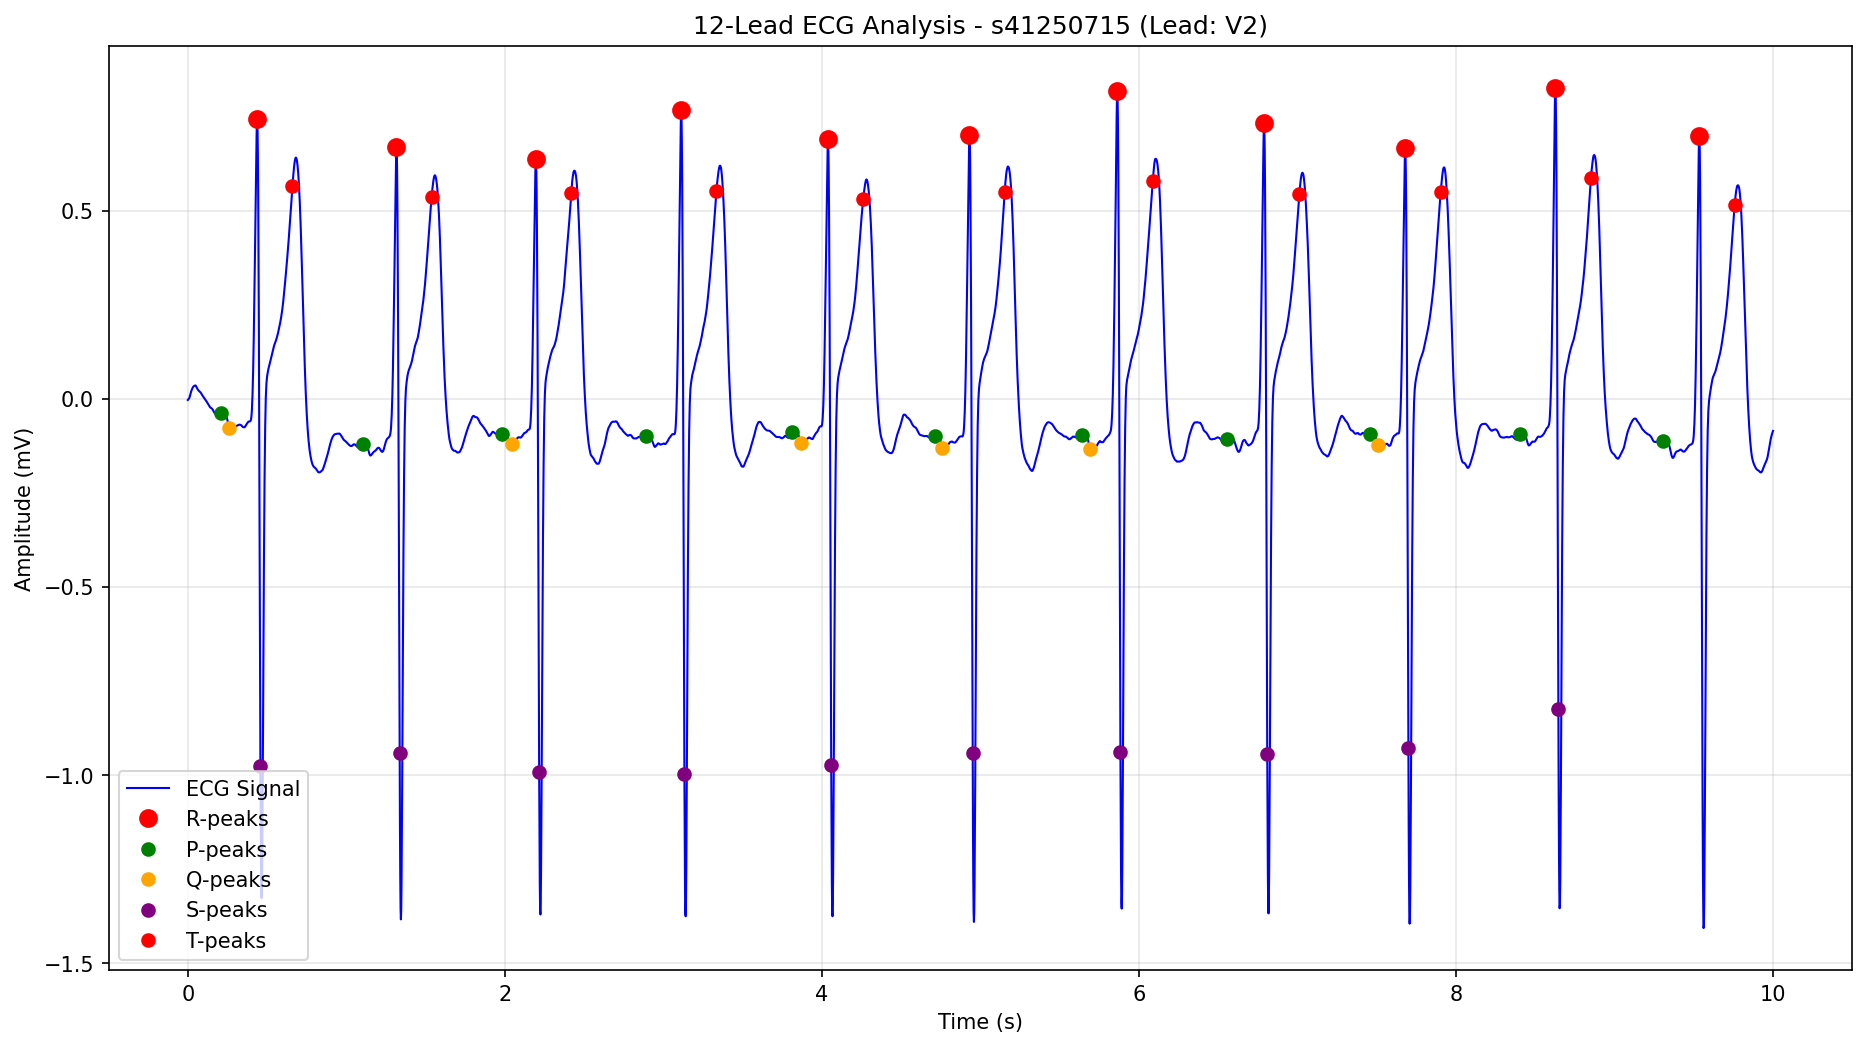 12-Lead ECG Analysis - s41250715 (Lead: V2)
Amplitude (mV)
0.5
0.0
−0.5
−1.0
−1.5
ECG Signal
R-peaks
P-peaks
Q-peaks
S-peaks
T-peaks
0 2 4 6 8 10
Time (s)